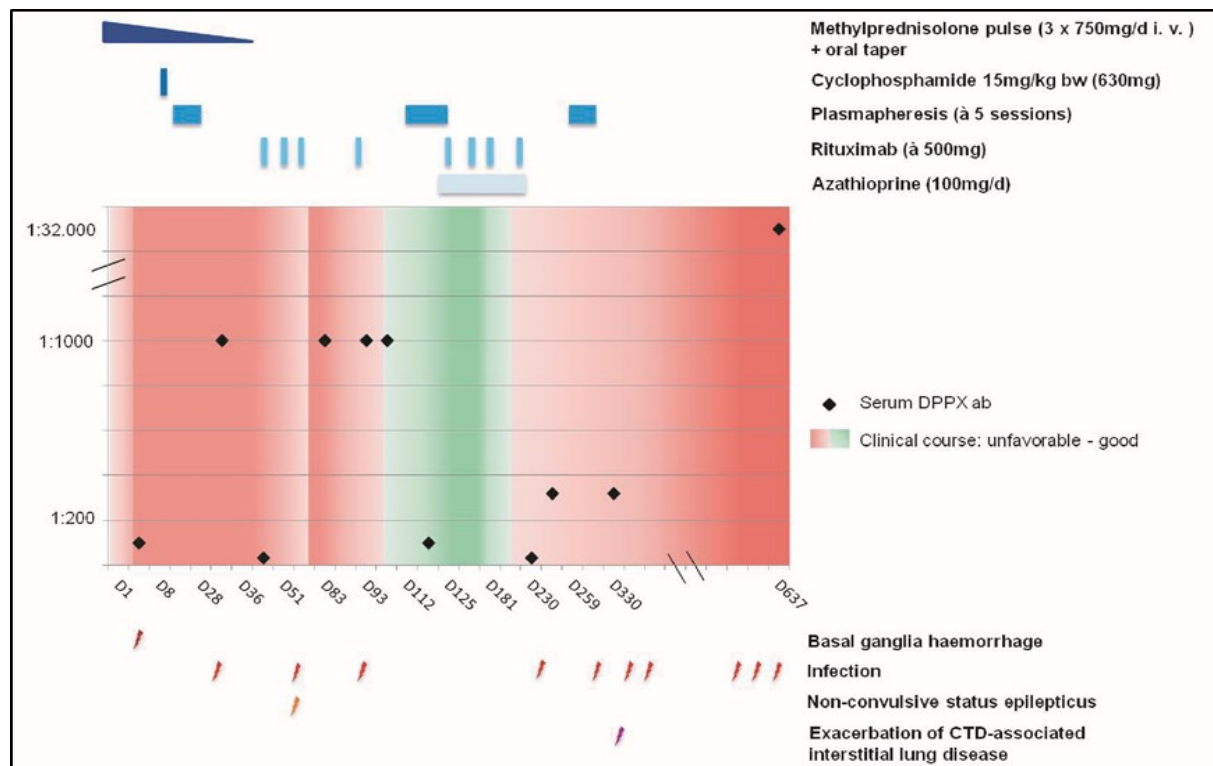 Methylprednisolone pulse (3 x 750mg/d i. v. )
+ oral taper
Cyclophosphamide 15mg/kg bw (630mg)
Plasmapheresis (à 5 sessions)
Rituximab (à 500mg)
Azathioprine (100mg/d)
1:32.000
1:1000
1:200
Serum DPPX ab
Clinical course: unfavorable - good
D1 D8 D28 D36 D51 D83 D93 D112 D125 D181 D230 D259 D330 D637
Basal ganglia haemorrhage
Infection
Non-convulsive status epilepticus
Exacerbation of CTD-associated
interstitial lung disease